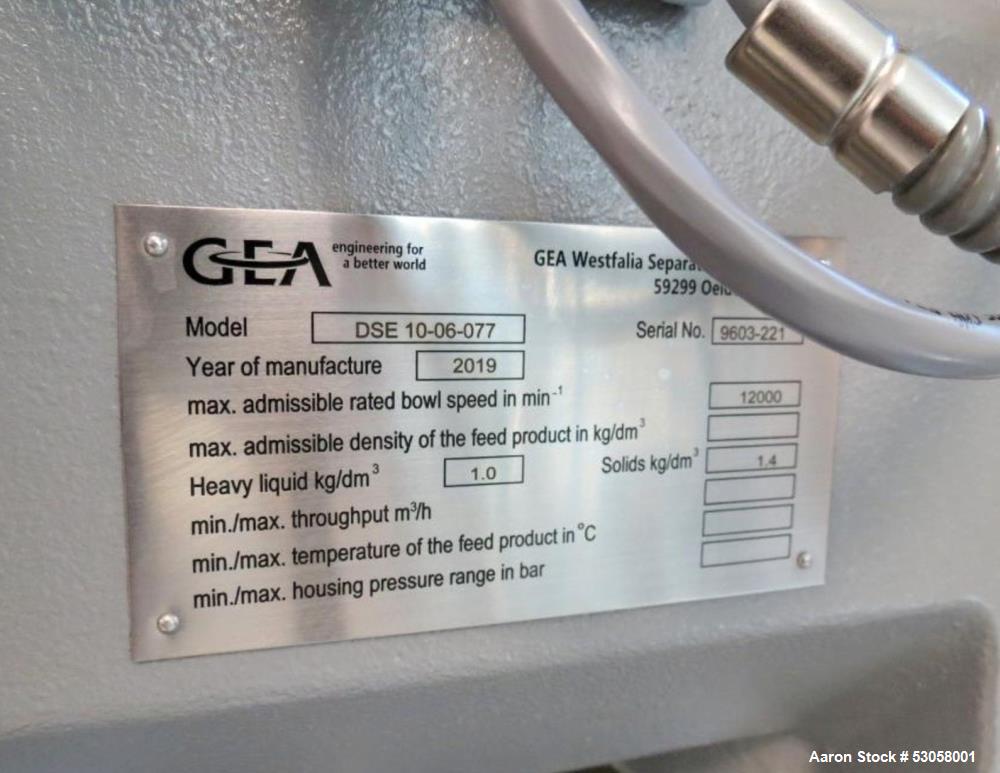 GEA engineering for
a better world
GEA Westfalia
59299
Model DSE 10-06-077 Serial No. 9603-221
Year of manufacture 2019
max. admissible rated bowl speed in min⁻¹ 12000
max. admissible density of the feed product in kg/dm³
Heavy liquid kg/dm³ 1.0 Solids kg/dm³ 1.4
min./max. throughput m³/h
min./max. temperature of the feed product in °C
min./max. housing pressure range in bar
Aaron Stock # 53058001